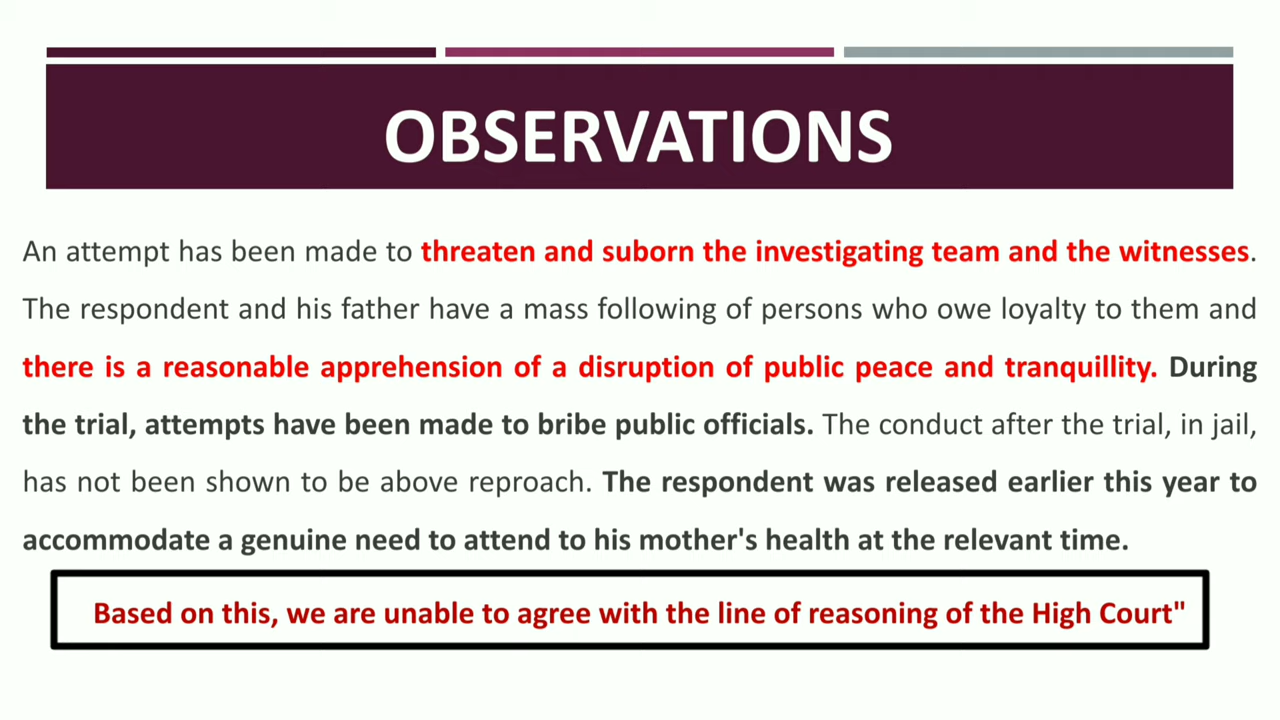 OBSERVATIONS
An attempt has been made to threaten and suborn the investigating team and the witnesses.
The respondent and his father have a mass following of persons who owe loyalty to them and
there is a reasonable apprehension of a disruption of public peace and tranquillity. During
the trial, attempts have been made to bribe public officials. The conduct after the trial, in jail,
has not been shown to be above reproach. The respondent was released earlier this year to
accommodate a genuine need to attend to his mother's health at the relevant time.
Based on this, we are unable to agree with the line of reasoning of the High Court"